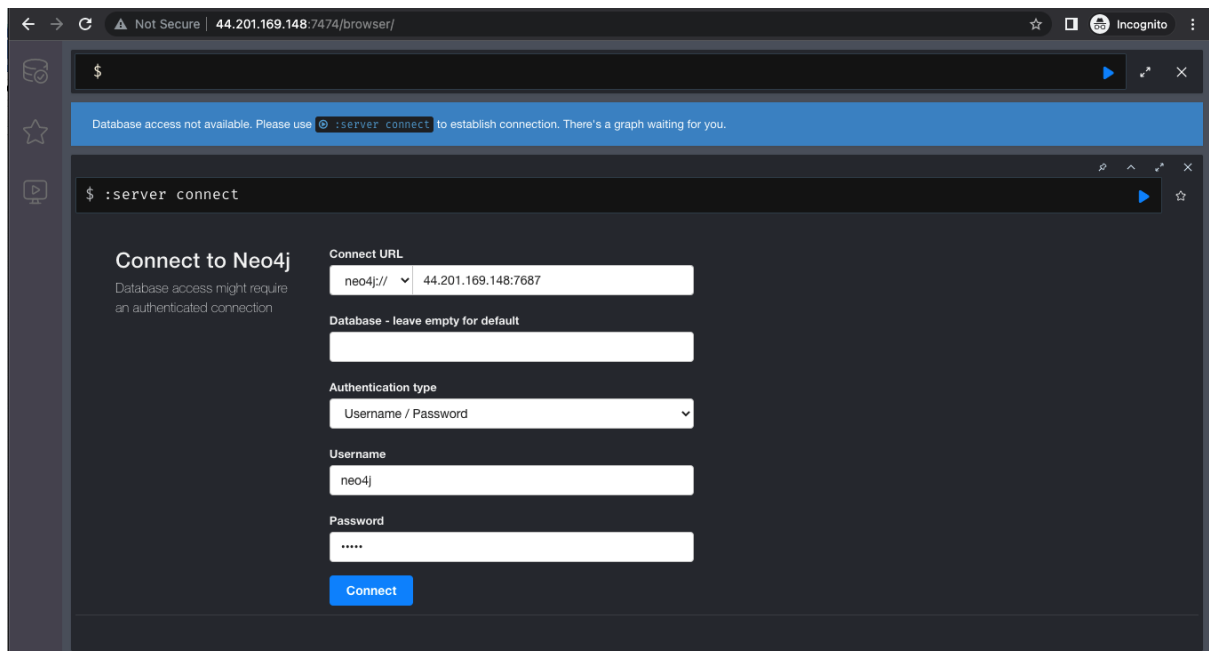 Not Secure | 44.201.169.148:7474/browser/ Incognito
$
Database access not available. Please use :server connect to establish connection. There's a graph waiting for you.
$ :server connect
Connect to Neo4j
Database access might require
an authenticated connection
Connect URL
neo4j:// 44.201.169.148:7687
Database - leave empty for default
Authentication type
Username / Password
Username
neo4j
Password
•••••
Connect